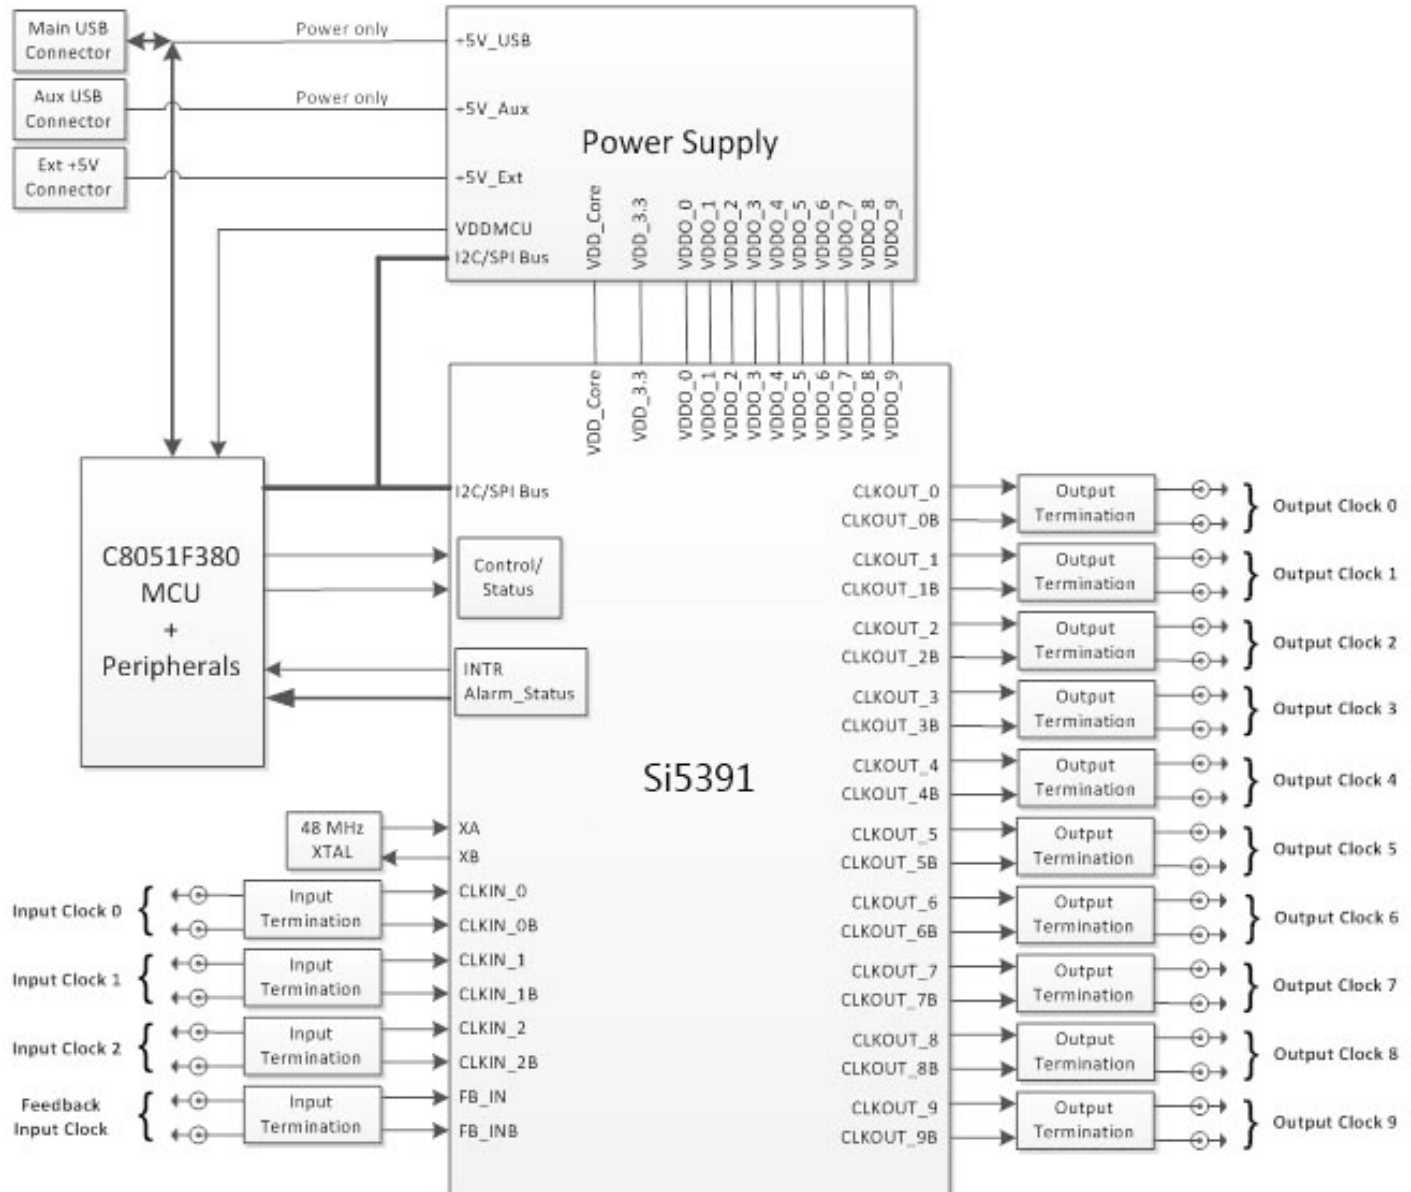 Main USB
Connector
Power only
+5V_USB
Aux USB
Connector
Power only
+5V_Aux
Ext +5V
Connector
+5V_Ext
Power Supply
VDDMCU
I2C/SPI Bus
VDD_Core
VDD_3.3
VDDO_0
VDDO_1
VDDO_2
VDDO_3
VDDO_4
VDDO_5
VDDO_6
VDDO_7
VDDO_8
VDDO_9
VDD_Core
VDD_3.3
VDDO_0
VDDO_1
VDDO_2
VDDO_3
VDDO_4
VDDO_5
VDDO_6
VDDO_7
VDDO_8
VDDO_9
C8051F380
MCU
+
Peripherals
I2C/SPI Bus
Control/
Status
INTR
Alarm_Status
Si5391
48 MHz
XTAL
XA
XB
Input Clock 0
Input
Termination
CLKIN_0
CLKIN_0B
Input Clock 1
Input
Termination
CLKIN_1
CLKIN_1B
Input Clock 2
Input
Termination
CLKIN_2
CLKIN_2B
Feedback
Input Clock
Input
Termination
FB_IN
FB_INB
CLKOUT_0
CLKOUT_0B
Output
Termination
Output Clock 0
CLKOUT_1
CLKOUT_1B
Output
Termination
Output Clock 1
CLKOUT_2
CLKOUT_2B
Output
Termination
Output Clock 2
CLKOUT_3
CLKOUT_3B
Output
Termination
Output Clock 3
CLKOUT_4
CLKOUT_4B
Output
Termination
Output Clock 4
CLKOUT_5
CLKOUT_5B
Output
Termination
Output Clock 5
CLKOUT_6
CLKOUT_6B
Output
Termination
Output Clock 6
CLKOUT_7
CLKOUT_7B
Output
Termination
Output Clock 7
CLKOUT_8
CLKOUT_8B
Output
Termination
Output Clock 8
CLKOUT_9
CLKOUT_9B
Output
Termination
Output Clock 9